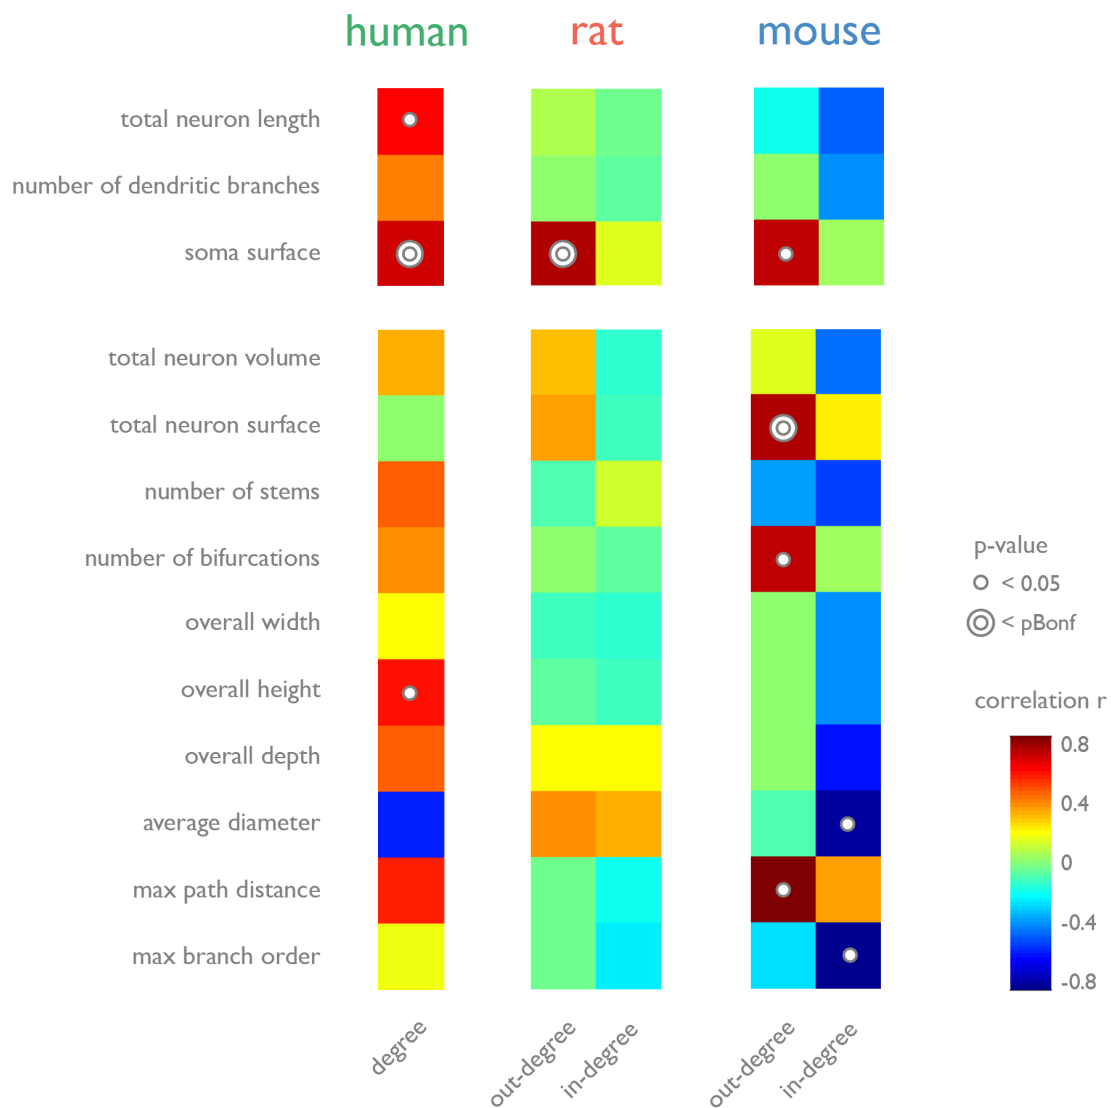 human rat mouse
total neuron length
number of dendritic branches
soma surface
total neuron volume
total neuron surface
number of stems
number of bifurcations
overall width
overall height
overall depth
average diameter
max path distance
max branch order
degree
out-degree
in-degree
out-degree
in-degree
p-value
< 0.05
< pBonf
correlation r
0.8
0.4
0
-0.4
-0.8